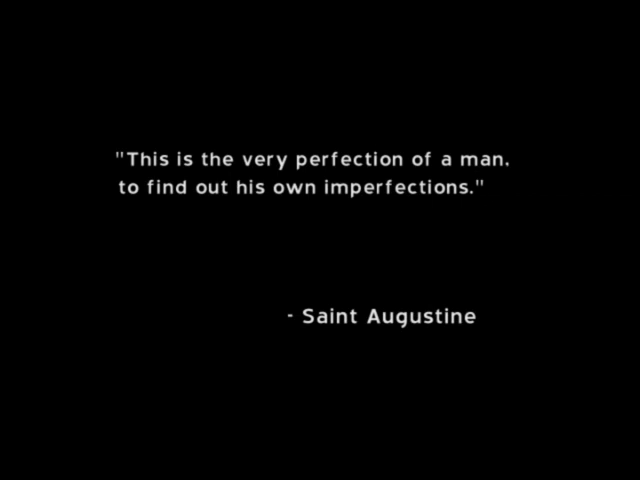 "This is the very perfection of a man,
to find out his own imperfections."
- Saint Augustine